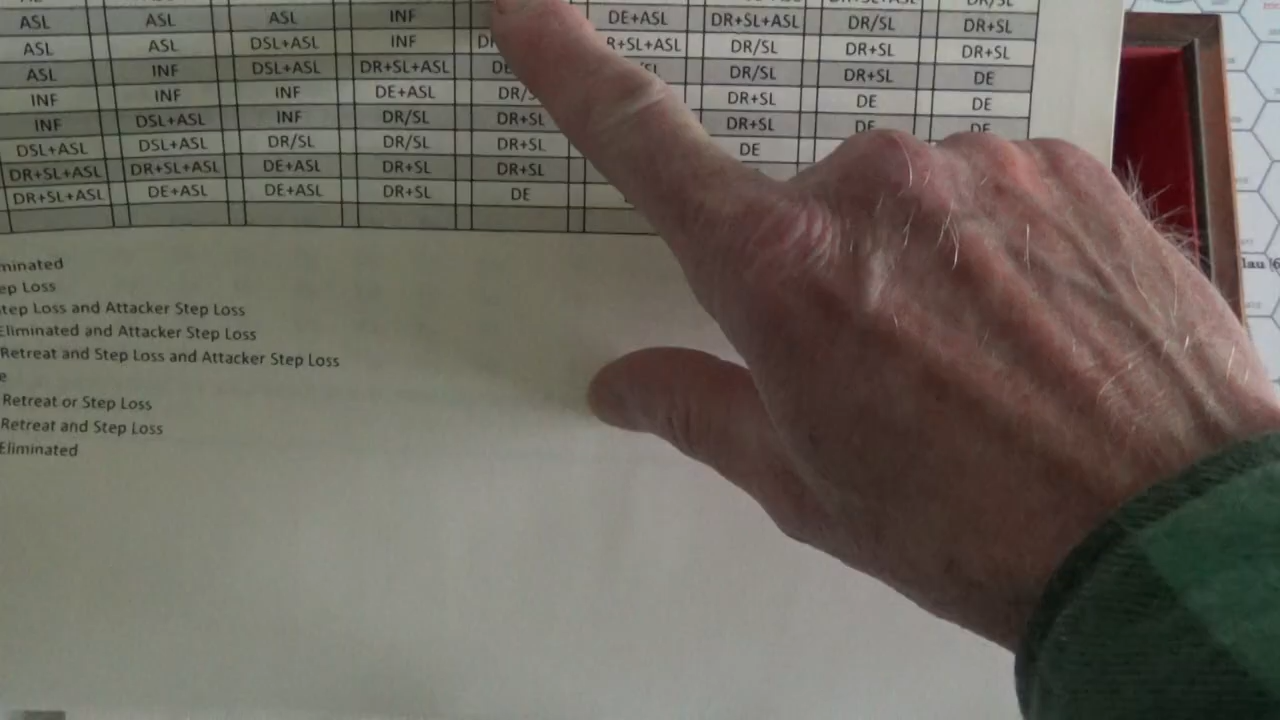 ASL ASL ASL INF DE+ASL DR+SL+ASL DR/SL DR+SL
ASL ASL DSL+ASL INF R+SL+ASL DR/SL DR+SL DR+SL
ASL INF DSL+ASL DR+SL+ASL DR/SL DR+SL DE
INF INF INF DE+ASL DR/S DR+SL DE DE
INF DSL+ASL INF DR/SL DR+SL DR+SL DE DE
DSL+ASL DSL+ASL DR/SL DR/SL DR+SL DE
DR+SL+ASL DR+SL+ASL DE+ASL DR+SL DR+SL
DR+SL+ASL DE+ASL DE+ASL DR+SL DE
minated
ep Loss
tep Loss and Attacker Step Loss
Eliminated and Attacker Step Loss
Retreat and Step Loss and Attacker Step Loss
e
Retreat or Step Loss
Retreat and Step Loss
Eliminated
lau